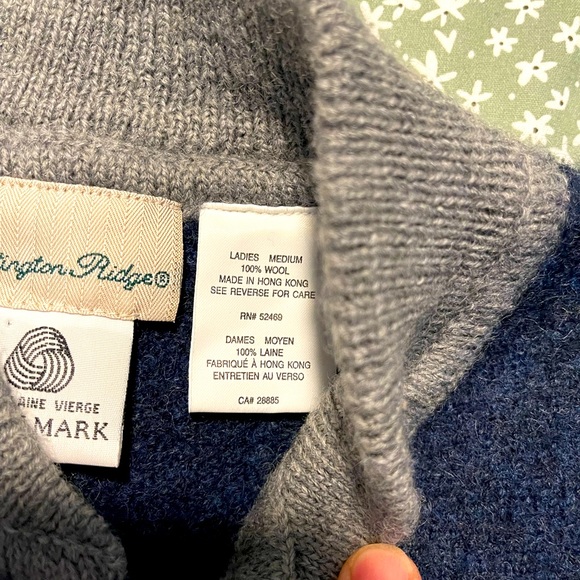 ington Ridge®
AINE VIERGE
MARK
LADIES MEDIUM
100% WOOL
MADE IN HONG KONG
SEE REVERSE FOR CARE
RN# 52469
DAMES MOYEN
100% LAINE
FABRIQUÉ À HONG KONG
ENTRETIEN AU VERSO
CA# 28885